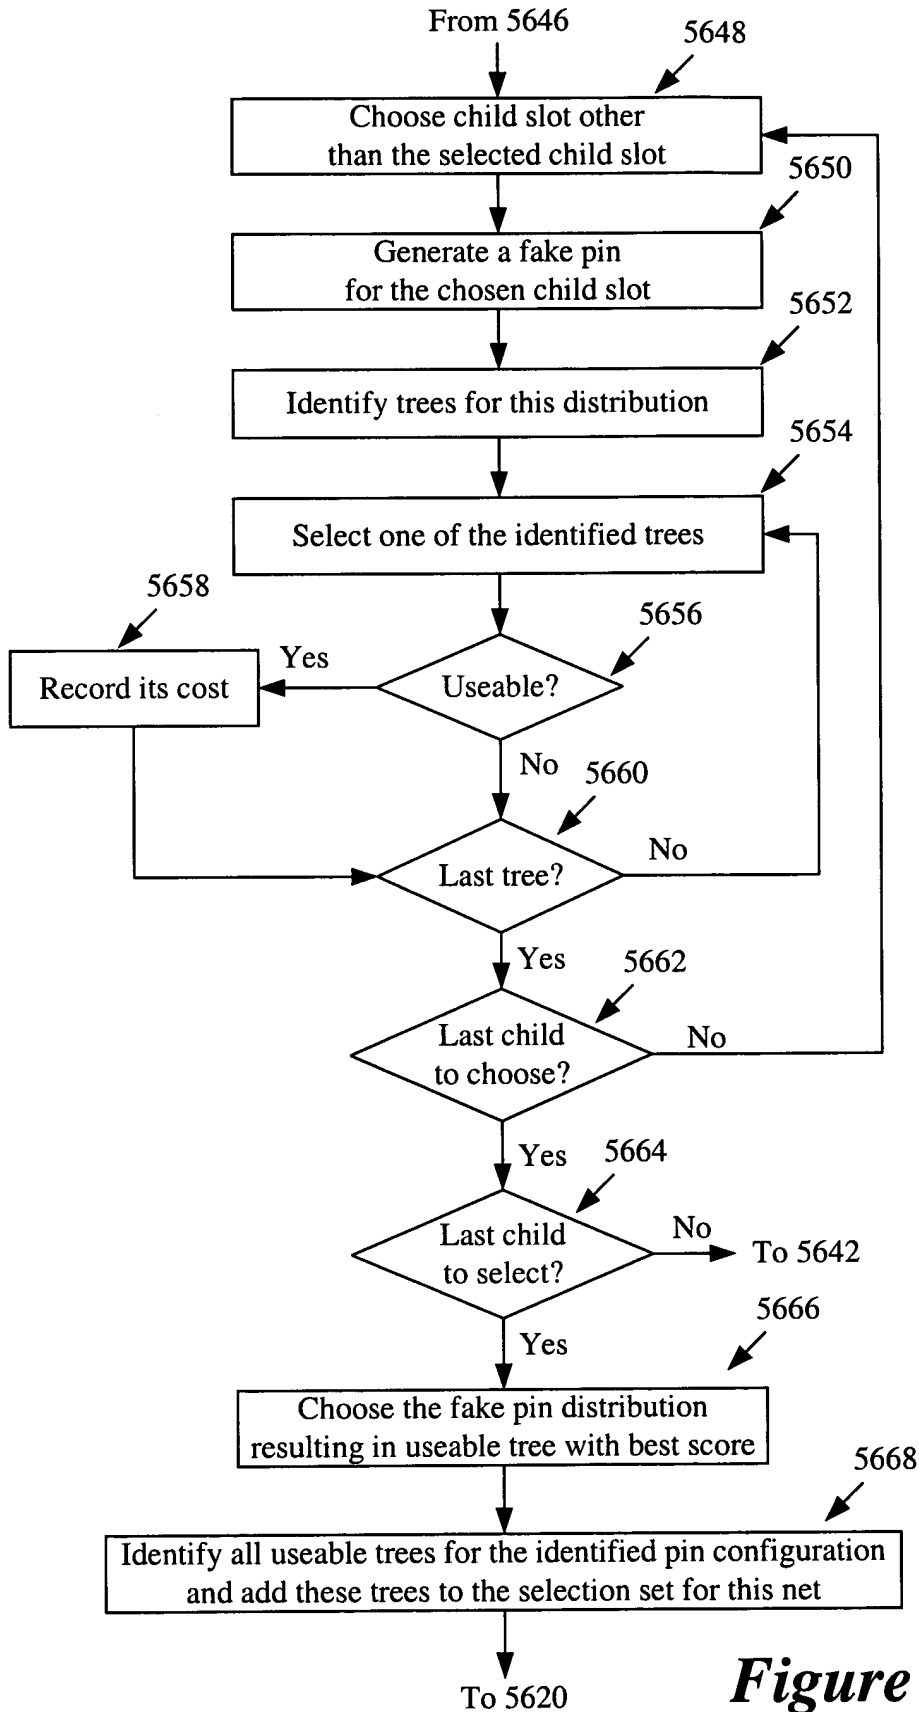 From 5646
5648
Choose child slot other
than the selected child slot
5650
Generate a fake pin
for the chosen child slot
5652
Identify trees for this distribution
5654
Select one of the identified trees
5658
5656
Yes
Record its cost
Useable?
No
5660
Last tree?
No
Yes
5662
Last child
to choose?
No
Yes
5664
Last child
to select?
No
To 5642
5666
Yes
Choose the fake pin distribution
resulting in useable tree with best score
5668
Identify all useable trees for the identified pin configuration
and add these trees to the selection set for this net
To 5620
Figure